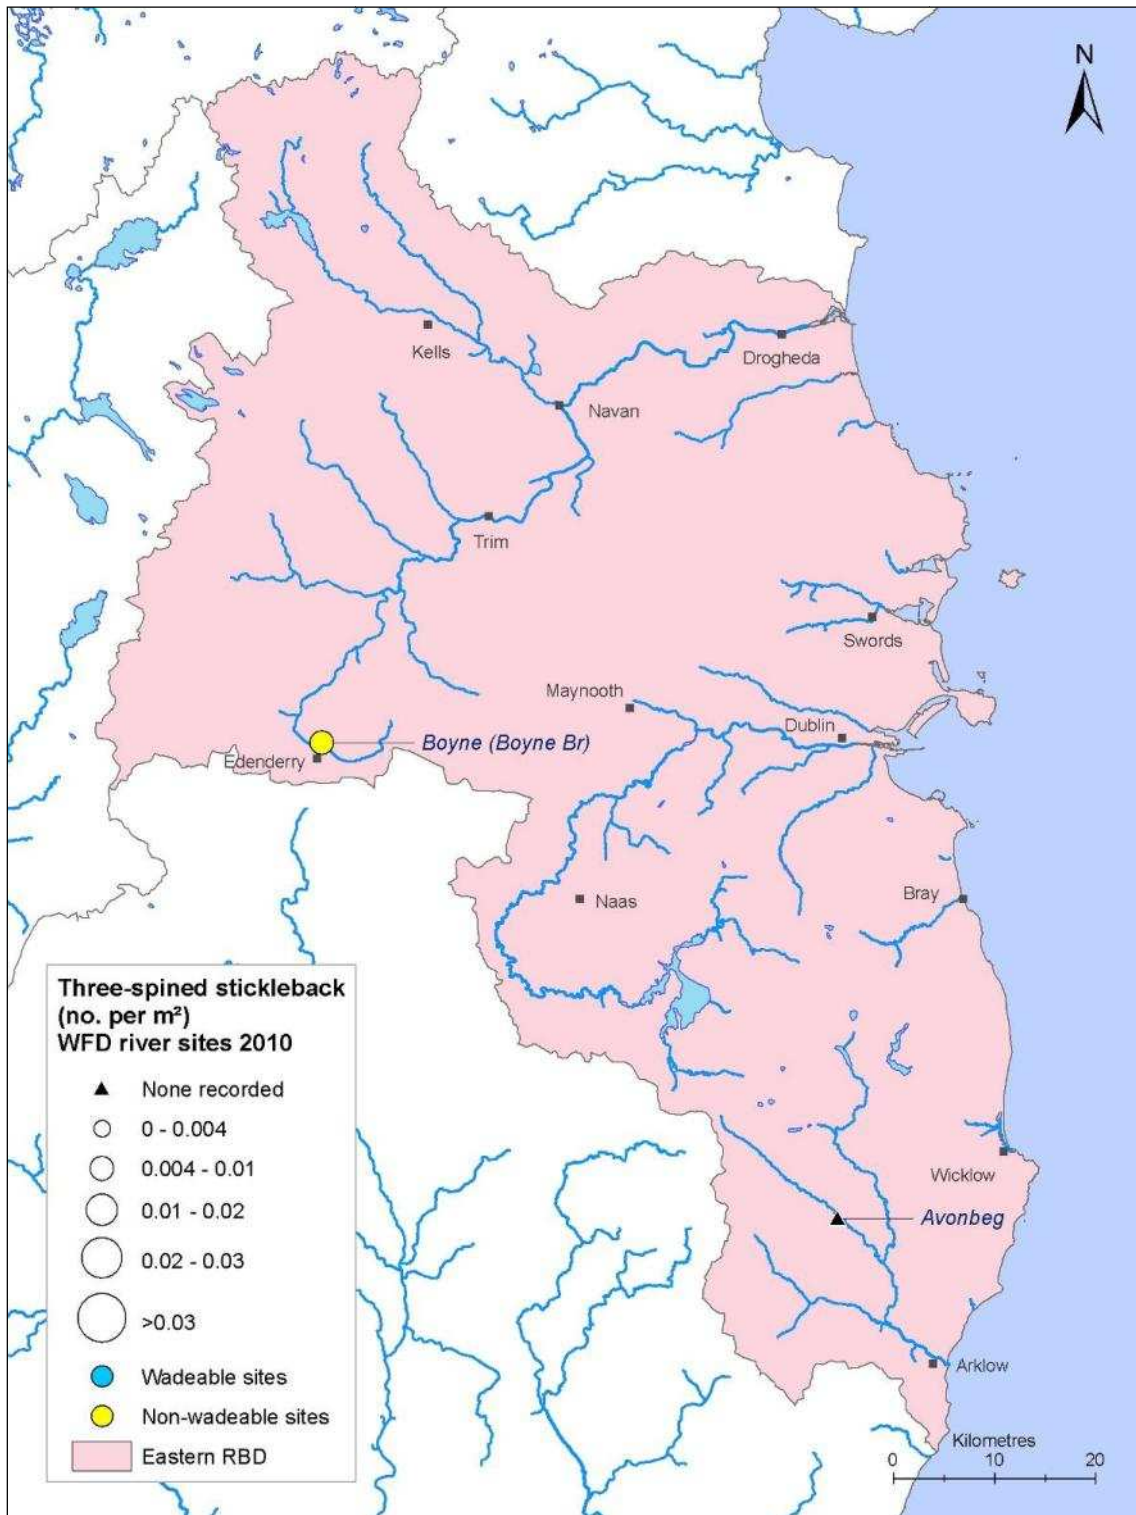 N
Kells
Drogheda
Navan
Trim
Swords
Maynooth
Dublin
Boyne (Boyne Br)
Edenderry
Naas
Bray
Three-spined stickleback
(no. per m²)
WFD river sites 2010
None recorded
0 - 0.004
0.004 - 0.01
0.01 - 0.02
0.02 - 0.03
>0.03
Wadeable sites
Non-wadeable sites
Eastern RBD
Wicklow
Avonbeg
Arklow
Kilometres
0 10 20